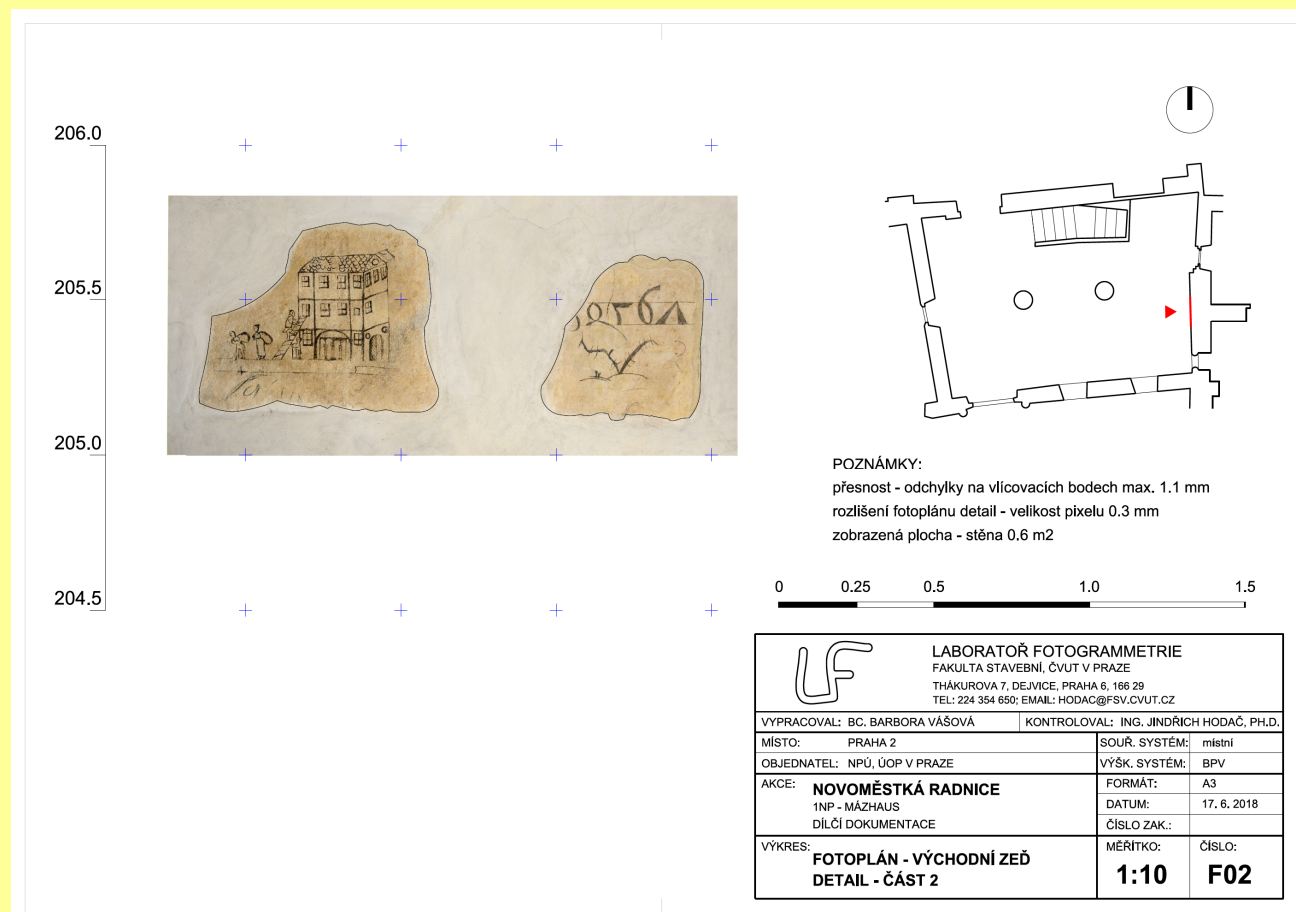 206.0
205.5
205.0
204.5
POZNÁMKY:
přesnost - odchylky na vlícovacích bodech max. 1.1 mm
rozlišení fotoplánu detail - velikost pixelu 0.3 mm
zobrazená plocha - stěna 0.6 m2
0 0.25 0.5 1.0 1.5
LABORATOŘ FOTOGRAMMETRIE
FAKULTA STAVEBNÍ, ČVUT V PRAZE
THÁKUROVA 7, DEJVICE, PRAHA 6, 166 29
TEL: 224 354 650; EMAIL: HODAC@FSV.CVUT.CZ
VYPRACOVAL: BC. BARBORA VÁŠOVÁ KONTROLOVAL: ING. JINDŘICH HODAČ, PH.D.
MÍSTO: PRAHA 2 SOUŘ. SYSTÉM: místní
OBJEDNATEL: NPÚ, ÚOP V PRAZE VÝŠK. SYSTÉM: BPV
AKCE: NOVOMĚSTKÁ RADNICE
1NP - MÁZHAUS
DÍLČÍ DOKUMENTACE
FORMÁT: A3
DATUM: 17. 6. 2018
ČÍSLO ZAK.:
VÝKRES: FOTOPLÁN - VÝCHODNÍ ZEĎ
DETAIL - ČÁST 2
MĚŘÍTKO: 1:10
ČÍSLO: F02